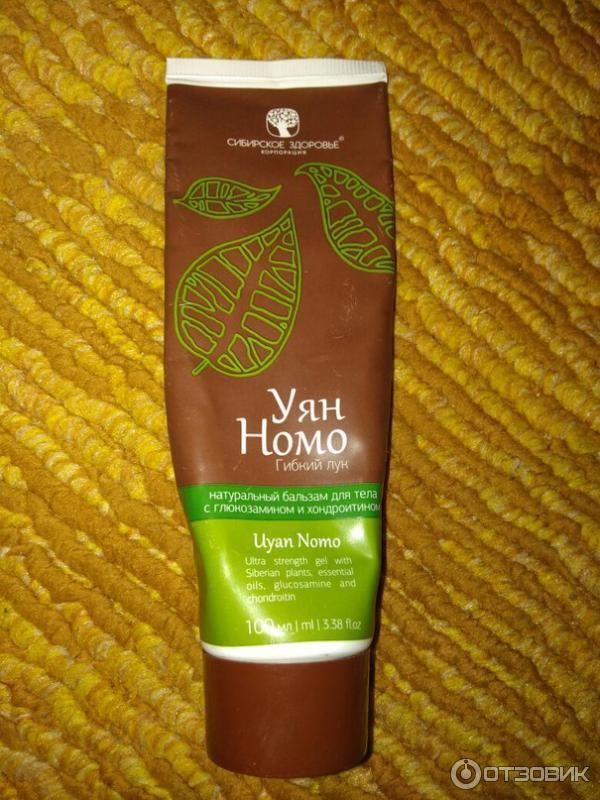 СИБИРСКОЕ ЗДОРОВЬЕ®
КОРПОРАЦИЯ
Уян
Номо
Гибкий лук
натуральный бальзам для тела
с глюкозамином и хондроитином
Uyan Nomo
Ultra strength gel with
Siberian plants, essential
oils, glucosamine and
chondroitin
100 мл | ml | 3.38 fl.oz
ОТЗОВИК